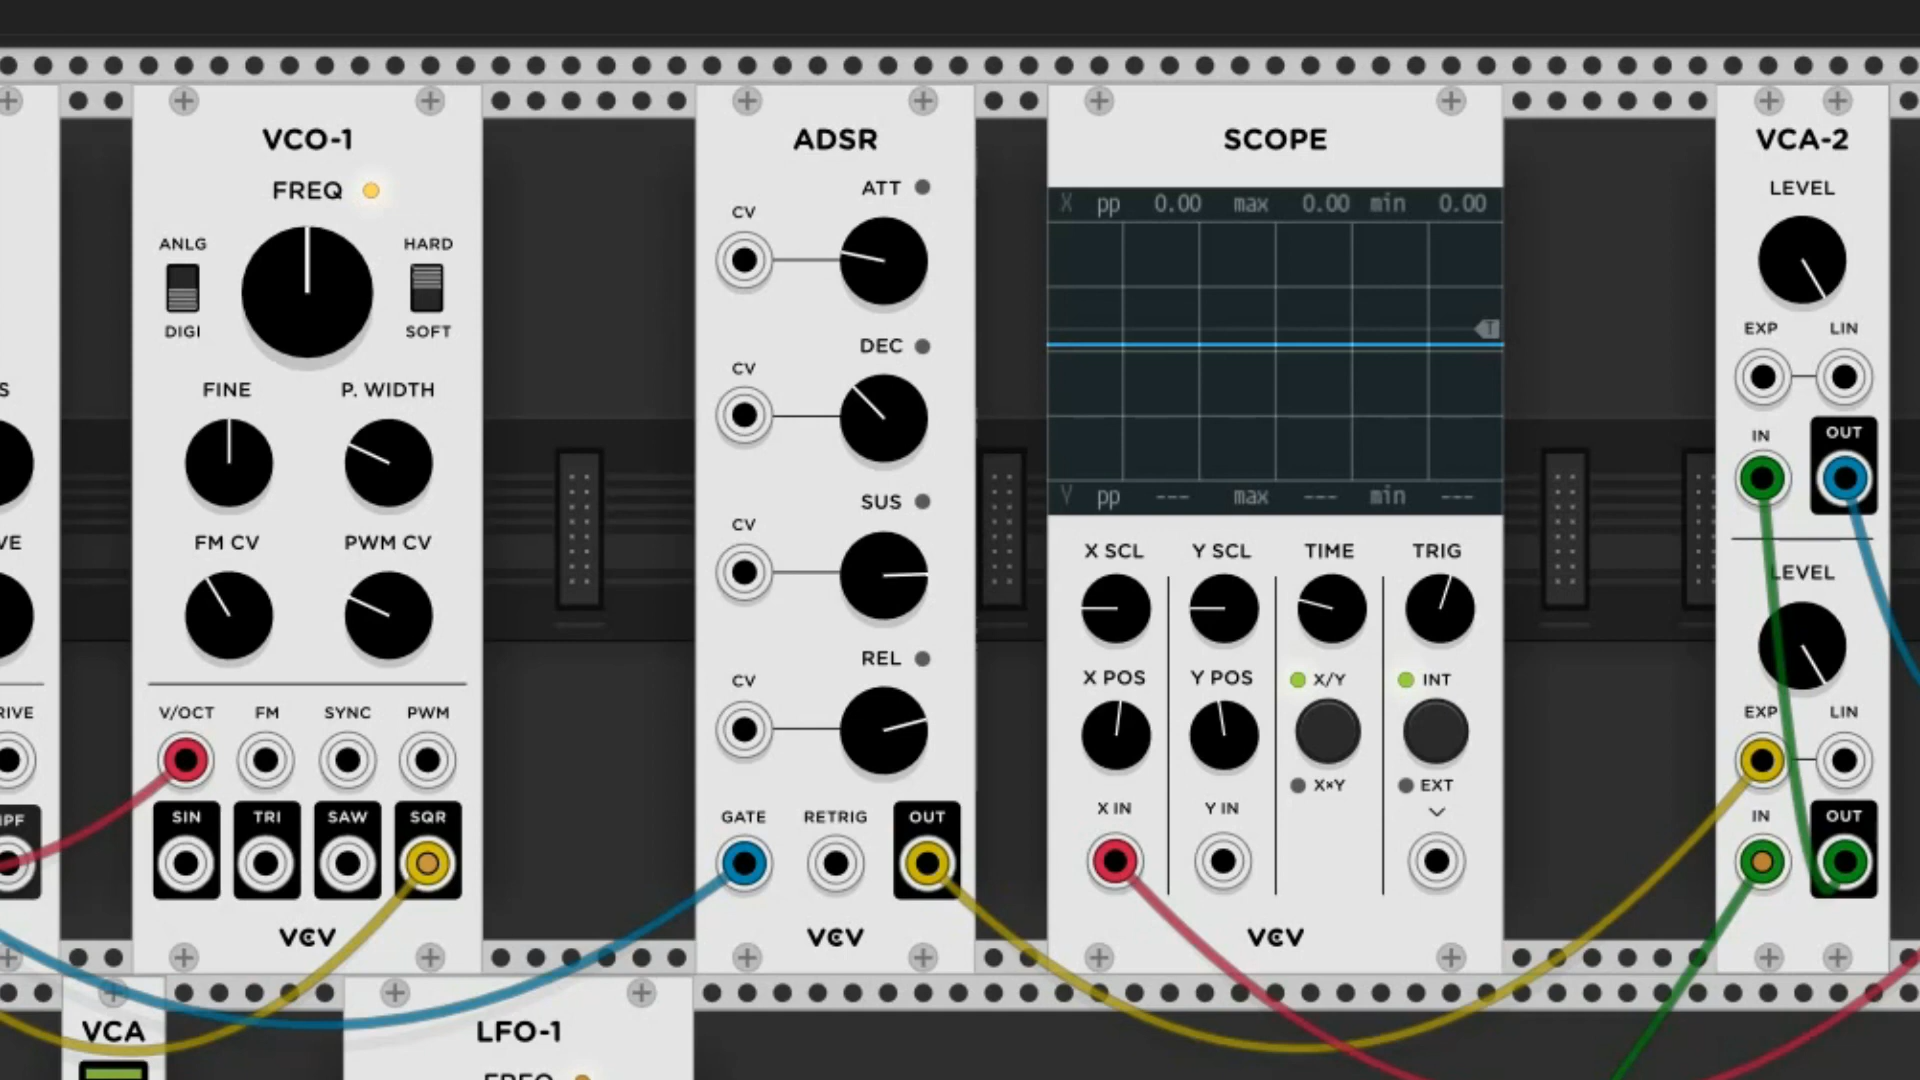 VCO-1
FREQ
ANLG
HARD
DIGI
SOFT
FINE
P. WIDTH
FM CV
PWM CV
V/OCT
FM
SYNC
PWM
SIN
TRI
SAW
SQR
VCV
ADSR
ATT
CV
DEC
CV
SUS
CV
REL
CV
GATE
RETRIG
OUT
VCV
SCOPE
X pp 0.00 max 0.00 min 0.00
T
Y pp --- max --- min ---
X SCL
Y SCL
TIME
TRIG
X POS
Y POS
X/Y
INT
X×Y
EXT
X IN
Y IN
VCV
VCA-2
LEVEL
EXP
LIN
IN
OUT
LEVEL
EXP
LIN
IN
OUT
VCA
LFO-1
FREQ